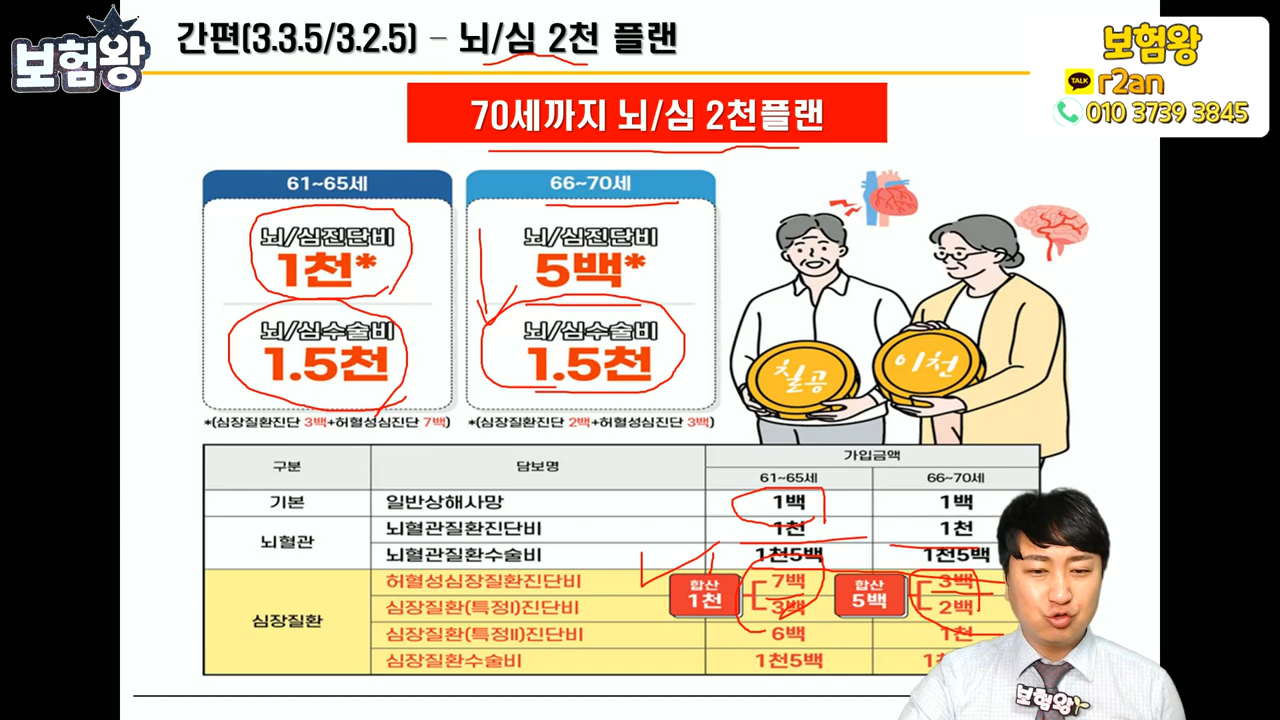 보험왕
간편(3.3.5/3.2.5) – 뇌/심 2천 플랜
보험왕
TALK r2an
010 3739 3845
70세까지 뇌/심 2천플랜
61~65세
뇌/심진단비
1천*
뇌/심수술비
1.5천
*(심장질환진단 3백+허혈성심진단 7백)
66~70세
뇌/심진단비
5백*
뇌/심수술비
1.5천
*(심장질환진단 2백+허혈성심진단 3백)
칠공
이천
구분 담보명 가입금액
61~65세 66~70세
기본 일반상해사망 1백 1백
뇌혈관 뇌혈관질환진단비 1천 1천
뇌혈관질환수술비 1천5백 1천5백
심장질환 허혈성심장질환진단비 합산 1천 7백 합산 5백 3백
심장질환(특정I)진단비 3백 2백
심장질환(특정II)진단비 6백 1천
심장질환수술비 1천5백
보험왕